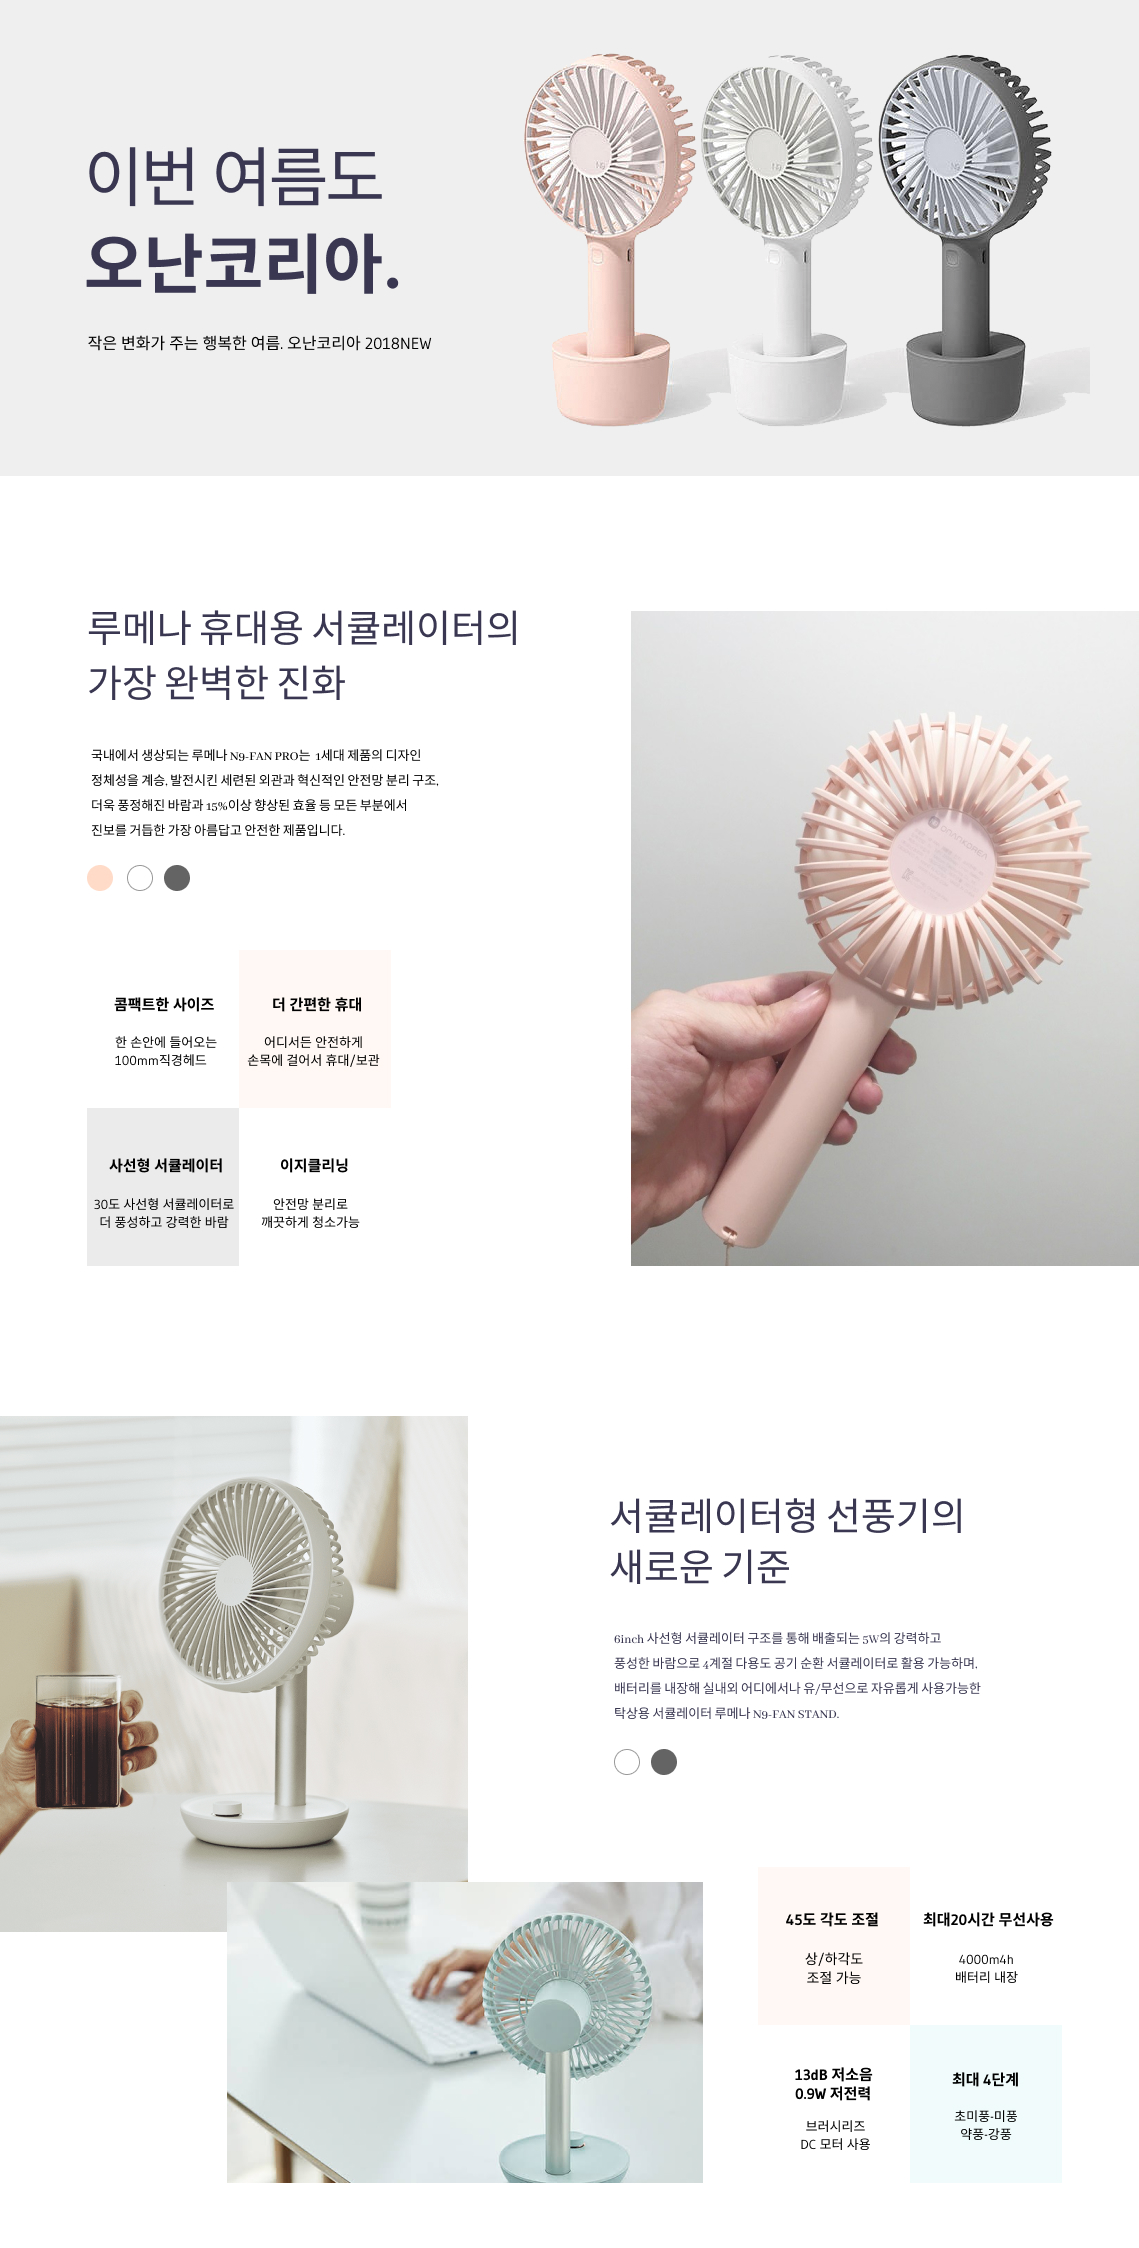 이번 여름도
오난코리아.
작은 변화가 주는 행복한 여름. 오난코리아 2018NEW
N9
N9
N9
루메나 휴대용 서큘레이터의
가장 완벽한 진화
국내에서 생상되는 루메나 N9-FAN PRO는 1세대 제품의 디자인
정체성을 계승, 발전시킨 세련된 외관과 혁신적인 안전망 분리 구조,
더욱 풍정해진 바람과 15%이상 향상된 효율 등 모든 부분에서
진보를 거듭한 가장 아름답고 안전한 제품입니다.
콤팩트한 사이즈
한 손안에 들어오는
100mm직경헤드
더 간편한 휴대
어디서든 안전하게
손목에 걸어서 휴대/보관
사선형 서큘레이터
30도 사선형 서큘레이터로
더 풍성하고 강력한 바람
이지클리닝
안전망 분리로
깨끗하게 청소가능
서큘레이터형 선풍기의
새로운 기준
6inch 사선형 서큘레이터 구조를 통해 배출되는 5W의 강력하고
풍성한 바람으로 4계절 다용도 공기 순환 서큘레이터로 활용 가능하며,
배터리를 내장해 실내외 어디에서나 유/무선으로 자유롭게 사용가능한
탁상용 서큘레이터 루메나 N9-FAN STAND.
45도 각도 조절
상/하각도
조절 가능
최대20시간 무선사용
4000m4h
배터리 내장
13dB 저소음
0.9W 저전력
브러시리즈
DC 모터 사용
최대 4단계
초미풍-미풍
약풍-강풍